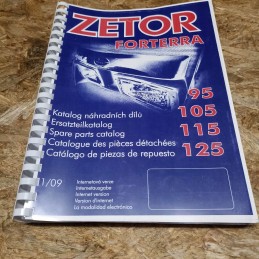 ZETOR
FORTERRA
95
105
115
125
Katalog náhradních dílů
Ersatzteilkatalog
Spare parts catalog
Catalogue des pièces détachées
Catálogo de piezas de repuesto
1/09
Internetová verze
Internetausgabe
Internet version
Version d'internet
La modalidad electrónica